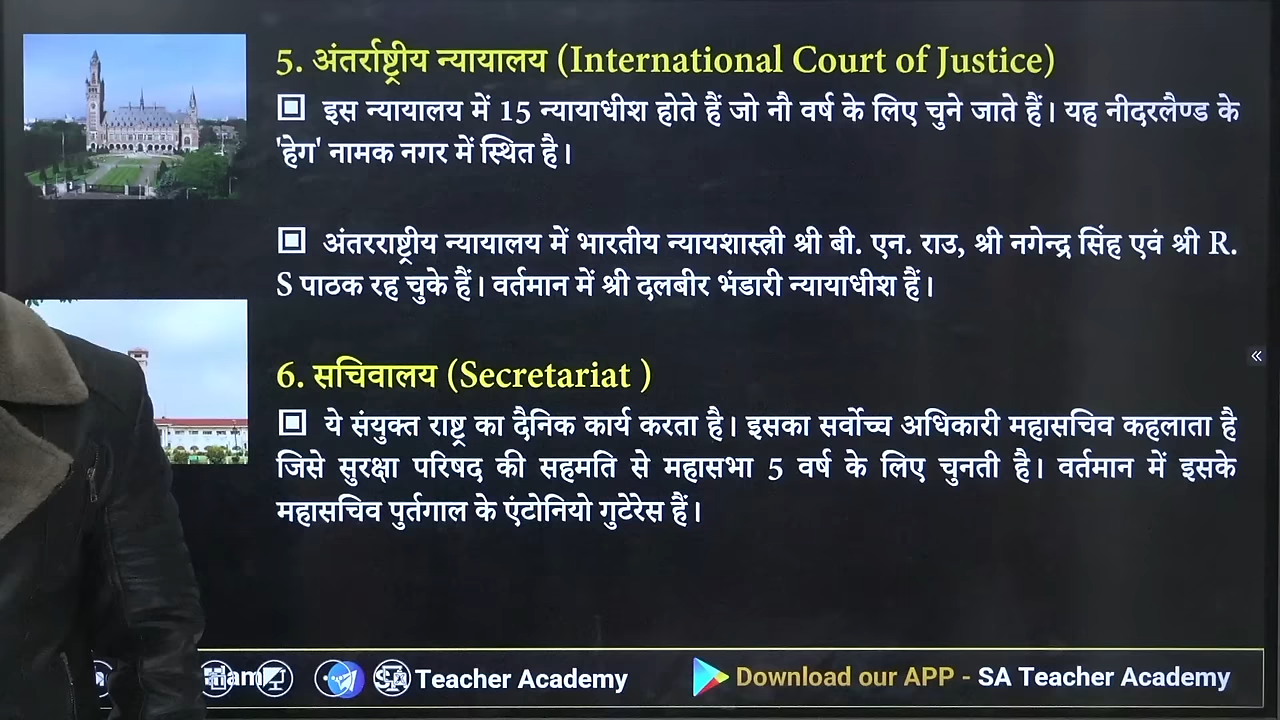 5. अंतर्राष्ट्रीय न्यायालय (International Court of Justice)
इस न्यायालय में 15 न्यायाधीश होते हैं जो नौ वर्ष के लिए चुने जाते हैं। यह नीदरलैण्ड के
'हेग' नामक नगर में स्थित है।
अंतरराष्ट्रीय न्यायालय में भारतीय न्यायशास्त्री श्री बी. एन. राउ, श्री नगेन्द्र सिंह एवं श्री R.
S पाठक रह चुके हैं। वर्तमान में श्री दलबीर भंडारी न्यायाधीश हैं।
6. सचिवालय (Secretariat )
ये संयुक्त राष्ट्र का दैनिक कार्य करता है। इसका सर्वोच्च अधिकारी महासचिव कहलाता है
जिसे सुरक्षा परिषद की सहमति से महासभा 5 वर्ष के लिए चुनती है। वर्तमान में इसके
महासचिव पुर्तगाल के एंटोनियो गुटेरेस हैं।
Teacher Academy
Download our APP - SA Teacher Academy